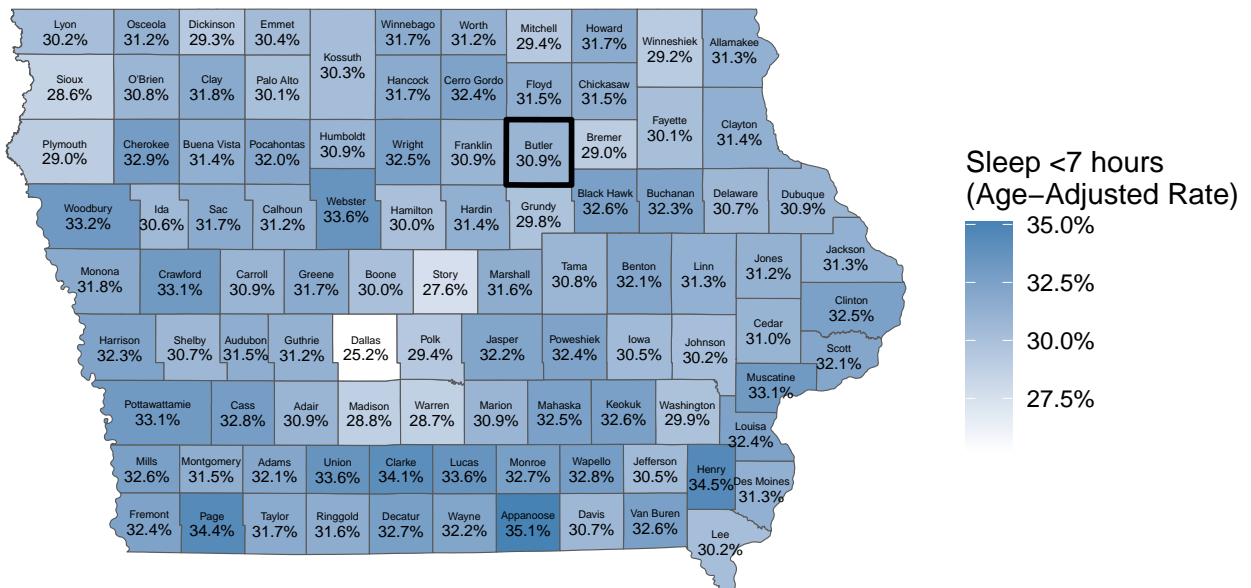 Lyon
30.2%
Osceola
31.2%
Dickinson
29.3%
Emmet
30.4%
Kossuth
30.3%
Winnebago
31.7%
Worth
31.2%
Mitchell
29.4%
Howard
31.7%
Winneshiek
29.2%
Allamakee
31.3%
Sioux
28.6%
O'Brien
30.8%
Clay
31.8%
Palo Alto
30.1%
Hancock
31.7%
Cerro Gordo
32.4%
Floyd
31.5%
Chickasaw
31.5%
Fayette
30.1%
Clayton
31.4%
Plymouth
29.0%
Cherokee
32.9%
Buena Vista
31.4%
Pocahontas
32.0%
Humboldt
30.9%
Wright
32.5%
Franklin
30.9%
Butler
30.9%
Bremer
29.0%
Woodbury
33.2%
Ida
30.6%
Sac
31.7%
Calhoun
31.2%
Webster
33.6%
Hamilton
30.0%
Hardin
31.4%
Grundy
29.8%
Black Hawk
32.6%
Buchanan
32.3%
Delaware
30.7%
Dubuque
30.9%
Monona
31.8%
Crawford
33.1%
Carroll
30.9%
Greene
31.7%
Boone
30.0%
Story
27.6%
Marshall
31.6%
Tama
30.8%
Benton
32.1%
Linn
31.3%
Jones
31.2%
Jackson
31.3%
Clinton
32.5%
Harrison
32.3%
Shelby
30.7%
Audubon
31.5%
Guthrie
31.2%
Dallas
25.2%
Polk
29.4%
Jasper
32.2%
Poweshiek
32.4%
Iowa
30.5%
Johnson
30.2%
Cedar
31.0%
Scott
32.1%
Muscatine
33.1%
Pottawattamie
33.1%
Cass
32.8%
Adair
30.9%
Madison
28.8%
Warren
28.7%
Marion
30.9%
Mahaska
32.5%
Keokuk
32.6%
Washington
29.9%
Louisa
32.4%
Mills
32.6%
Montgomery
31.5%
Adams
32.1%
Union
33.6%
Clarke
34.1%
Lucas
33.6%
Monroe
32.7%
Wapello
32.8%
Jefferson
30.5%
Henry
34.5%
Des Moines
31.3%
Fremont
32.4%
Page
34.4%
Taylor
31.7%
Ringgold
31.6%
Decatur
32.7%
Wayne
32.2%
Appanoose
35.1%
Davis
30.7%
Van Buren
32.6%
Lee
30.2%
Sleep <7 hours
(Age−Adjusted Rate)
35.0%
32.5%
30.0%
27.5%